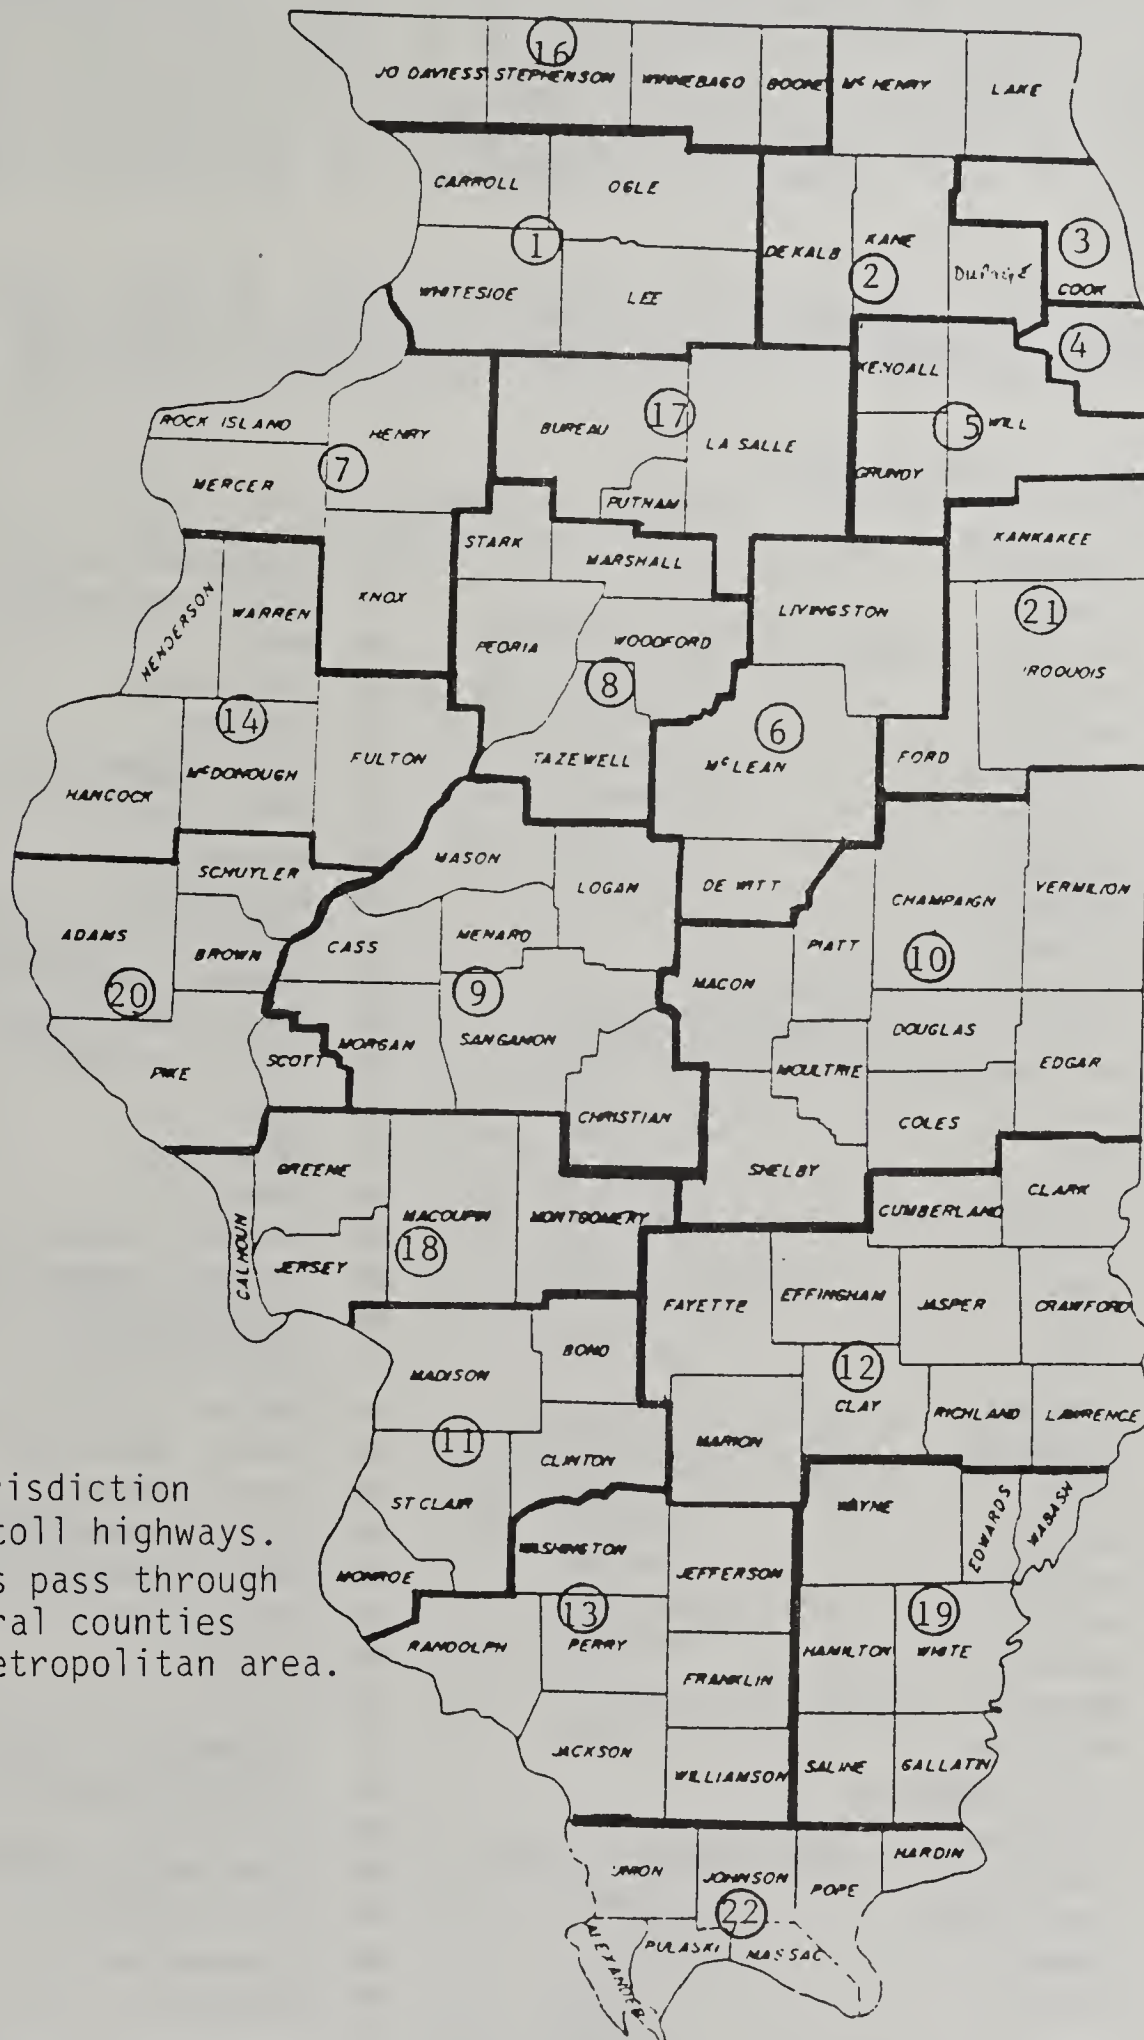 16
JO DAVIESS STEPHENSON WINNEBAGO BOONE McHENRY LAKE
CARROLL OGLE
1
DEKALB KANE 3
2 DuPAGE COOK
WHITESIDE LEE
4
KENDALL
ROCK ISLAND HENRY BUREAU 17 5 WILL
7 LA SALLE
MERCER GRUNDY
PUTNAM
STARK MARSHALL KANKAKEE
HENDERSON WARREN KNOX LIVINGSTON 21
PEORIA WOODFORD
IROQUOIS
8
14 6
McDONOUGH FULTON TAZEWELL McLEAN FORD
HANCOCK
MASON
SCHUYLER LOGAN DE WITT VERMILION
CHAMPAIGN
ADAMS BROWN CASS MENARD PIATT
10
20 9 MACON
PIKE SCOTT MORGAN SANGAMON DOUGLAS
MOULTRIE EDGAR
CHRISTIAN COLES
GREENE SHELBY
CALHOUN MACOUPIN MONTGOMERY CUMBERLAND CLARK
18
JERSEY FAYETTE EFFINGHAM JASPER CRAWFORD
BOND
MADISON 12
CLAY RICHLAND LAWRENCE
11 MARION
CLINTON
ST CLAIR WAYNE EDWARDS WABASH
risdiction
toll highways.
WASHINGTON
s pass through
MONROE JEFFERSON
ral counties
13 19
RANDOLPH PERRY HAMILTON WHITE
etropolitan area.
FRANKLIN
JACKSON WILLIAMSON SALINE GALLATIN
HARDIN
UNION JOHNSON POPE
22
ALEXANDER PULASKI MASSAC